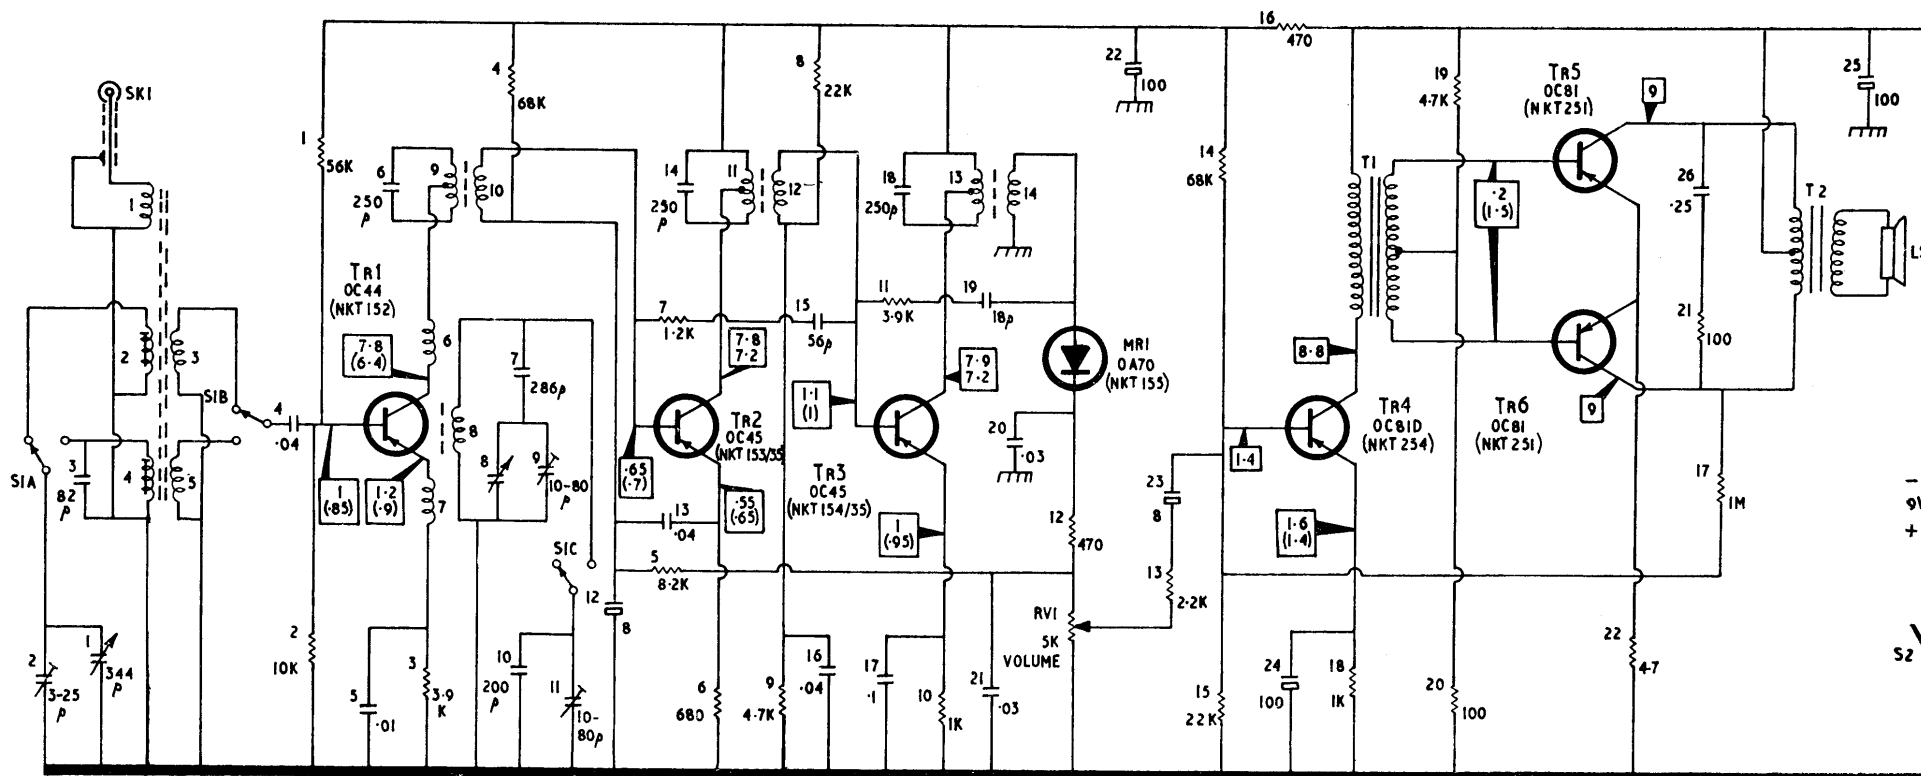 SK1
1
2
3
4
5
S1A
S1B
3
82
p
2
3-25
p
1
344
p
4
.04
1
56K
2
10K
TR1
OC44
(NKT152)
7.8
(6.4)
1
(.85)
1.2
(.9)
6
250
p
9
10
4
68K
6
7
8
5
.01
3
3.9
K
7
286p
8
9
10-80
p
S1C
10
200
p
11
10-
80p
12
8
14
250
p
11
12
8
22K
7
1.2K
15
56p
7.8
7.2
TR2
OC45
(NKT153/35)
.65
(.7)
.55
(.65)
13
.04
5
8.2K
6
680
9
4.7K
16
.04
18
250p
13
14
11
3.9K
19
18p
1.1
(1)
7.9
7.2
TR3
OC45
(NKT154/35)
1
(.95)
17
.1
10
1K
21
.03
22
100
MR1
OA70
(NKT155)
20
.03
12
470
RV1
5K
VOLUME
23
8
13
2.2K
16
470
14
68K
15
22K
1.4
8.8
TR4
OC81D
(NKT254)
1.6
(1.4)
24
100
18
1K
T1
19
4.7K
20
100
.2
(1.5)
TR5
OC81
(NKT251)
9
TR6
OC81
(NKT251)
9
26
.25
21
100
17
1M
22
4.7
T2
25
100
-
+
S2